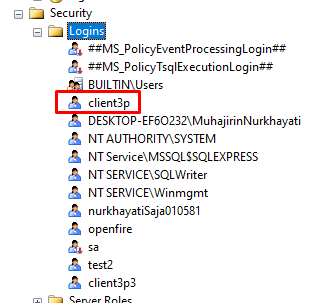 Security
Logins
##MS_PolicyEventProcessingLogin##
##MS_PolicyTsqlExecutionLogin##
BUILTIN\Users
client3p
DESKTOP-EF6O232\MuhajirinNurkhayati
NT AUTHORITY\SYSTEM
NT Service\MSSQL$SQLEXPRESS
NT SERVICE\SQLWriter
NT SERVICE\Winmgmt
nurkhayatiSaja010581
openfire
sa
test2
client3p3
Server Roles